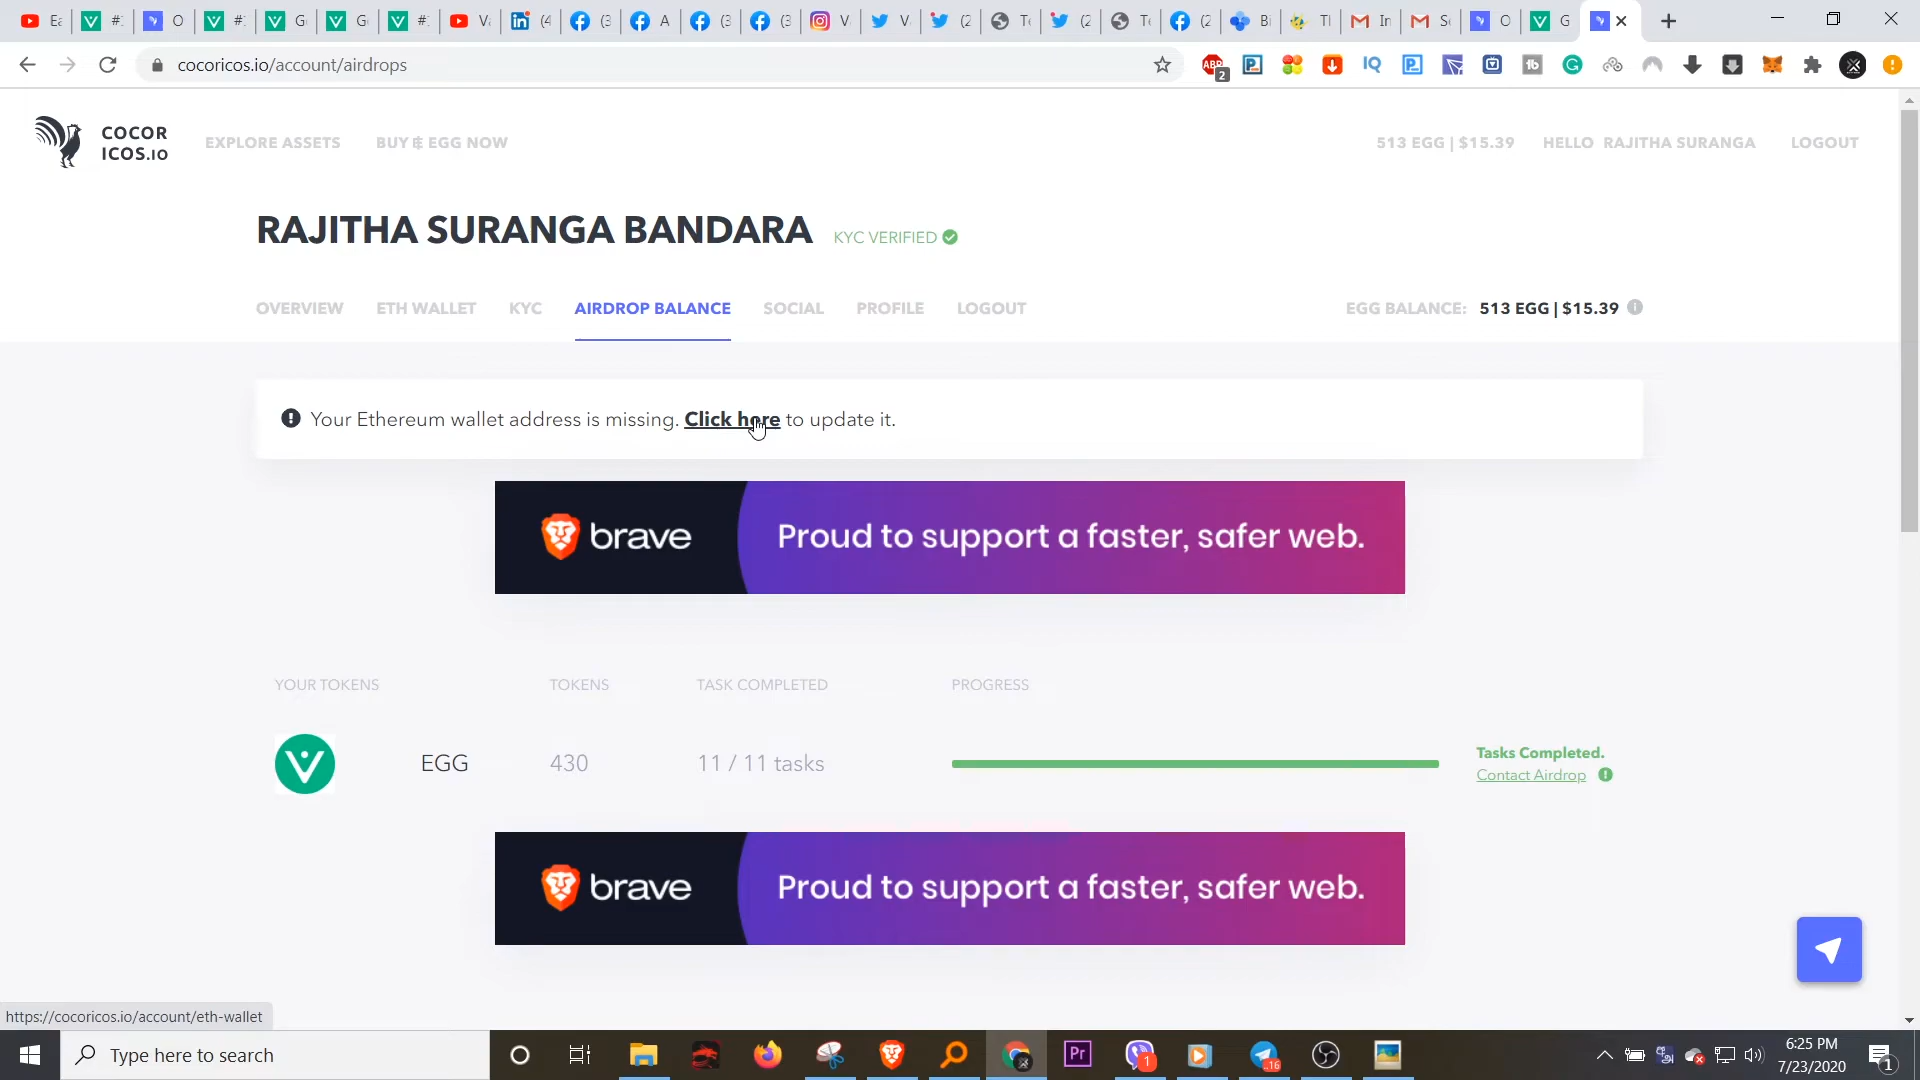 cocoricos.io/account/airdrops
COCOR
ICOS.IO
EXPLORE ASSETS
BUY EGG NOW
513 EGG | $15.39
HELLO RAJITHA SURANGA
LOGOUT
RAJITHA SURANGA BANDARA
KYC VERIFIED
OVERVIEW
ETH WALLET
KYC
AIRDROP BALANCE
SOCIAL
PROFILE
LOGOUT
EGG BALANCE: 513 EGG | $15.39
Your Ethereum wallet address is missing. Click here to update it.
brave
Proud to support a faster, safer web.
YOUR TOKENS
TOKENS
TASK COMPLETED
PROGRESS
EGG
430
11 / 11 tasks
Tasks Completed.
Contact Airdrop
brave
Proud to support a faster, safer web.
https://cocoricos.io/account/eth-wallet
Type here to search
6:25 PM
7/23/2020